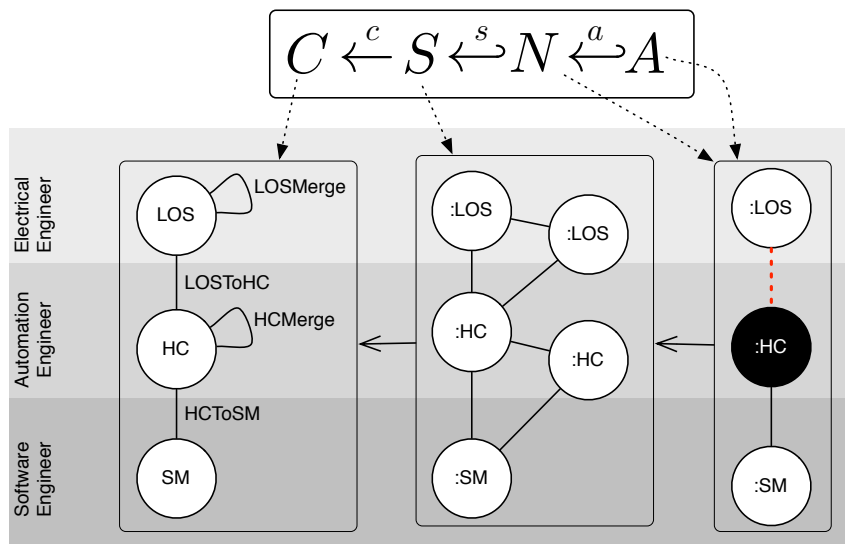 c s a
C ← S ↩ N ↩ A
Electrical
Engineer
LOS
LOSMerge
:LOS
:LOS
:LOS
LOSToHC
Automation
Engineer
HC
HCMerge
:HC
:HC
:HC
HCToSM
Software
Engineer
SM
:SM
:SM